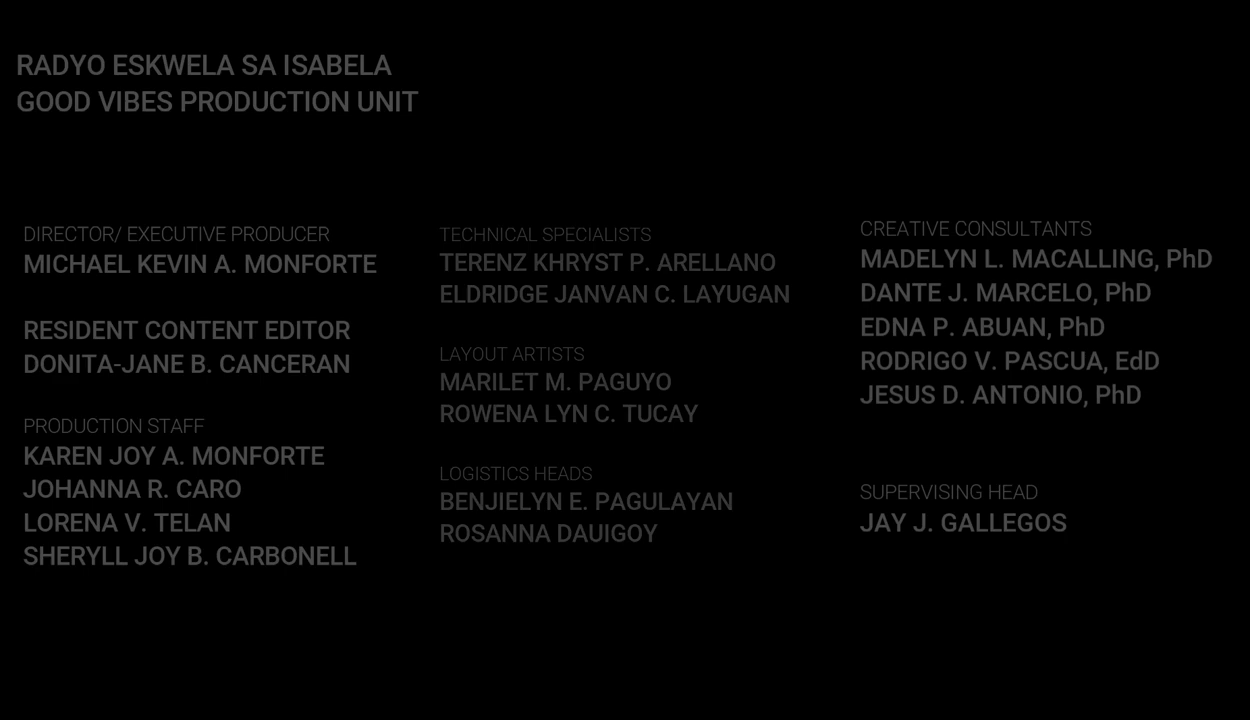 RADYO ESKWELA SA ISABELA
GOOD VIBES PRODUCTION UNIT
DIRECTOR/ EXECUTIVE PRODUCER
MICHAEL KEVIN A. MONFORTE
RESIDENT CONTENT EDITOR
DONITA-JANE B. CANCERAN
PRODUCTION STAFF
KAREN JOY A. MONFORTE
JOHANNA R. CARO
LORENA V. TELAN
SHERYLL JOY B. CARBONELL
TECHNICAL SPECIALISTS
TERENZ KHRYST P. ARELLANO
ELDRIDGE JANVAN C. LAYUGAN
LAYOUT ARTISTS
MARILET M. PAGUYO
ROWENA LYN C. TUCAY
LOGISTICS HEADS
BENJIELYN E. PAGULAYAN
ROSANNA DAUIGOY
CREATIVE CONSULTANTS
MADELYN L. MACALLING, PhD
DANTE J. MARCELO, PhD
EDNA P. ABUAN, PhD
RODRIGO V. PASCUA, EdD
JESUS D. ANTONIO, PhD
SUPERVISING HEAD
JAY J. GALLEGOS